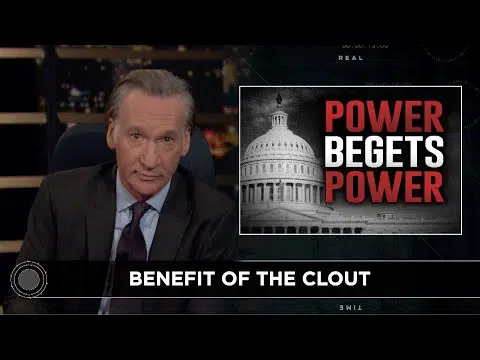 REAL
POWER
BEGETS
POWER
BENEFIT OF THE CLOUT
TIME